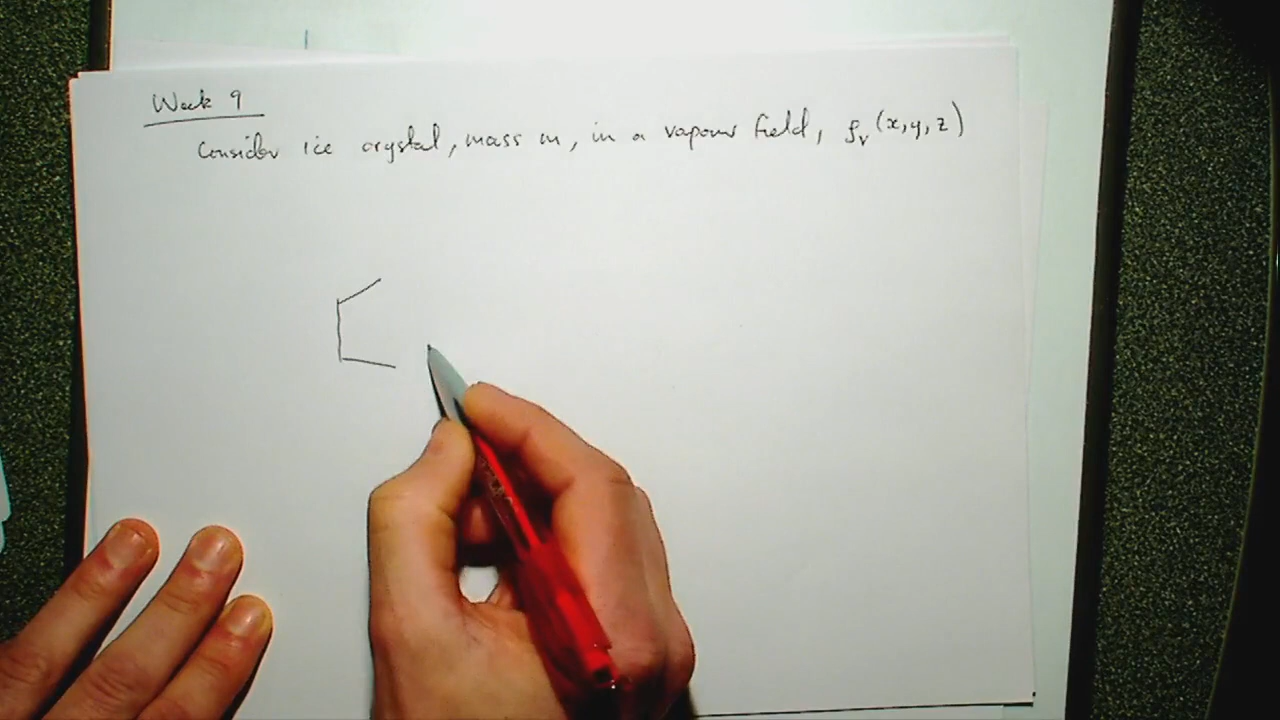 Week 9
Consider ice crystal, mass m, in a vapour field, ρᵥ(x,y,z)